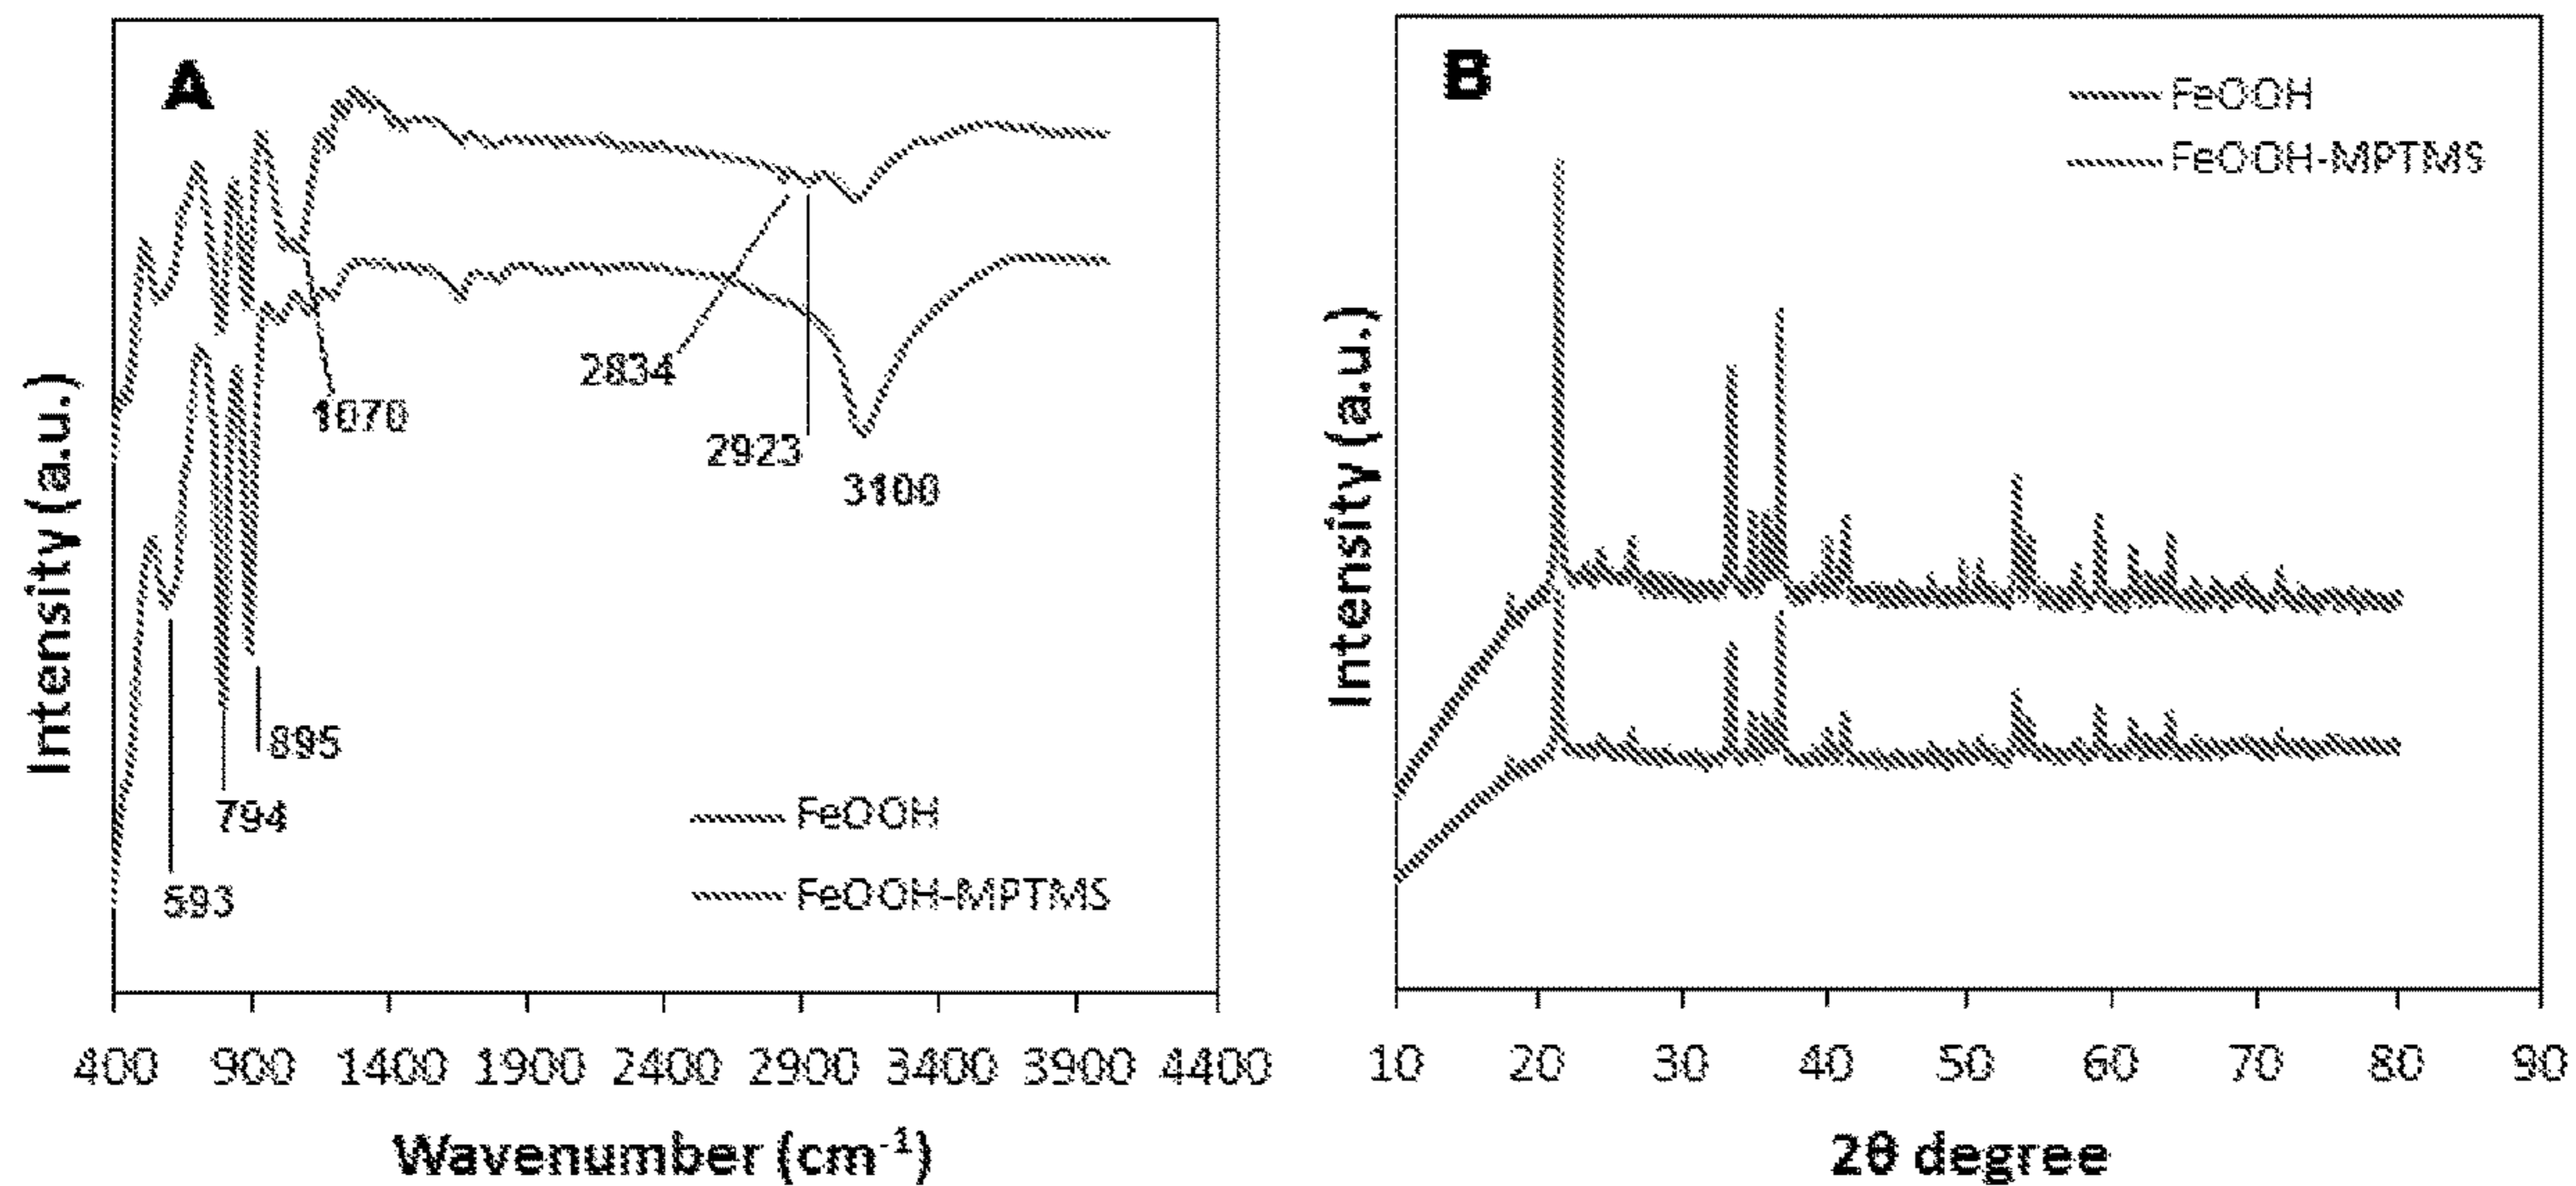 A
1070
2834
2923
3100
895
794
593
FeOOH
FeOOH-MPTMS
Intensity (a.u.)
400 900 1400 1900 2400 2900 3400 3900 4400
Wavenumber (cm⁻¹)
B
FeOOH
FeOOH-MPTMS
Intensity (a.u.)
10 20 30 40 50 60 70 80 90
2θ degree